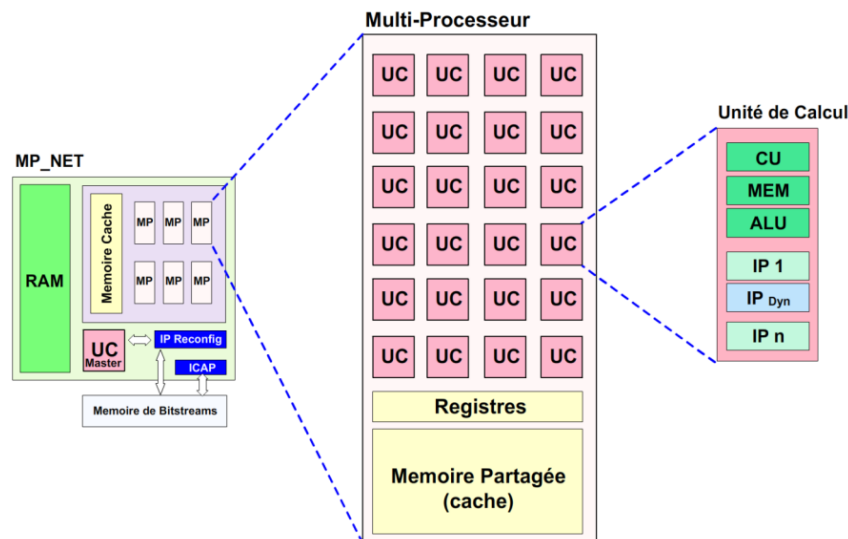 MP_NET
RAM
Memoire Cache
MP MP MP
MP MP MP
UC
Master
IP Reconfig
ICAP
Memoire de Bitstreams
Multi-Processeur
UC UC UC UC
UC UC UC UC
UC UC UC UC
UC UC UC UC
UC UC UC UC
UC UC UC UC
Registres
Memoire Partagée
(cache)
Unité de Calcul
CU
MEM
ALU
IP 1
IP Dyn
IP n